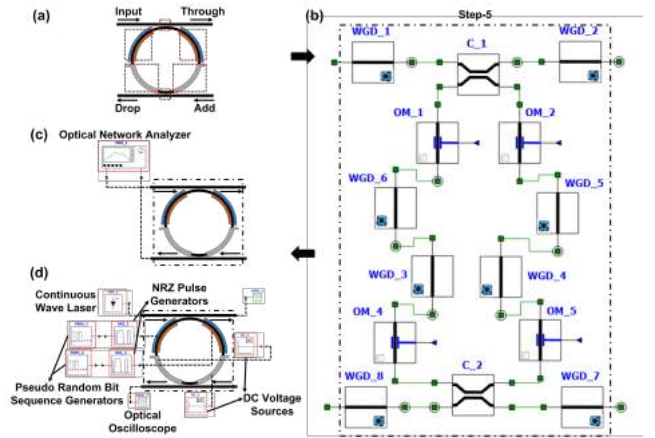 (a)
Input
Through
Drop
Add
(b)
Step-5
WGD_1
C_1
WGD_2
OM_1
OM_2
WGD_6
WGD_5
WGD_3
WGD_4
OM_4
OM_5
WGD_8
C_2
WGD_7
(c)
Optical Network Analyzer
(d)
Continuous
Wave Laser
NRZ Pulse
Generators
Pseudo Random Bit
Sequence Generators
Optical
Oscilloscope
DC Voltage
Sources